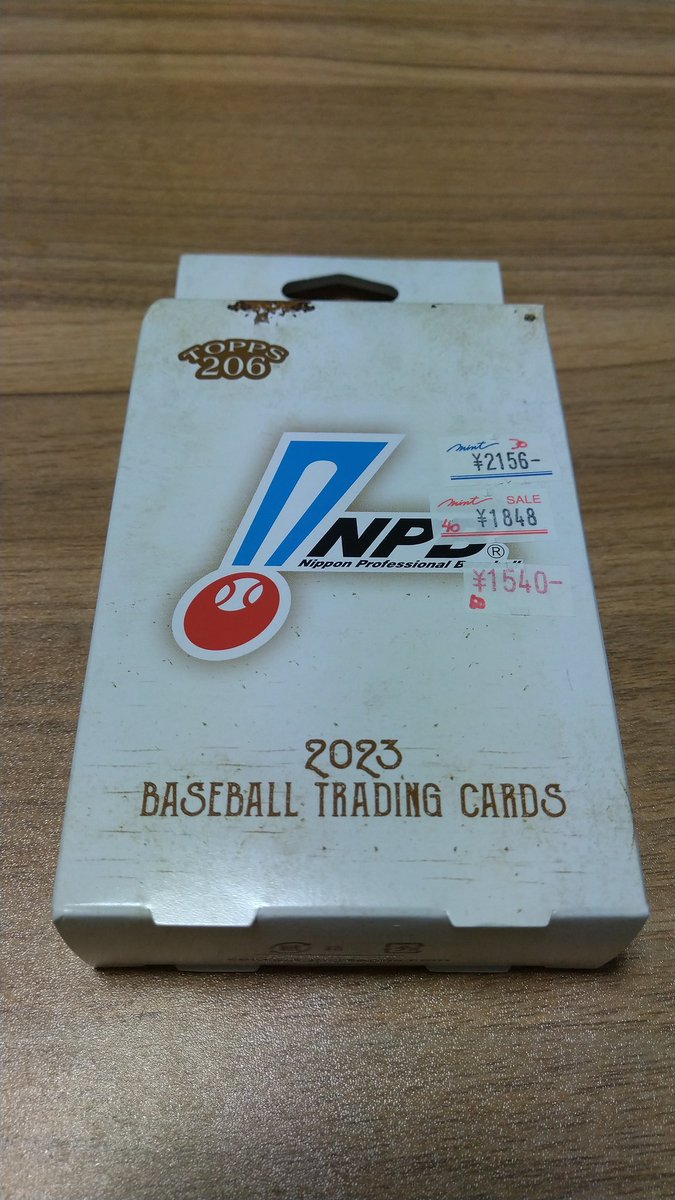 TOPPS
206
mint 30
¥2156-
mint SALE
40 ¥1848
NPB®
Nippon Professional
¥1540-
2023
BASEBALL TRADING CARDS